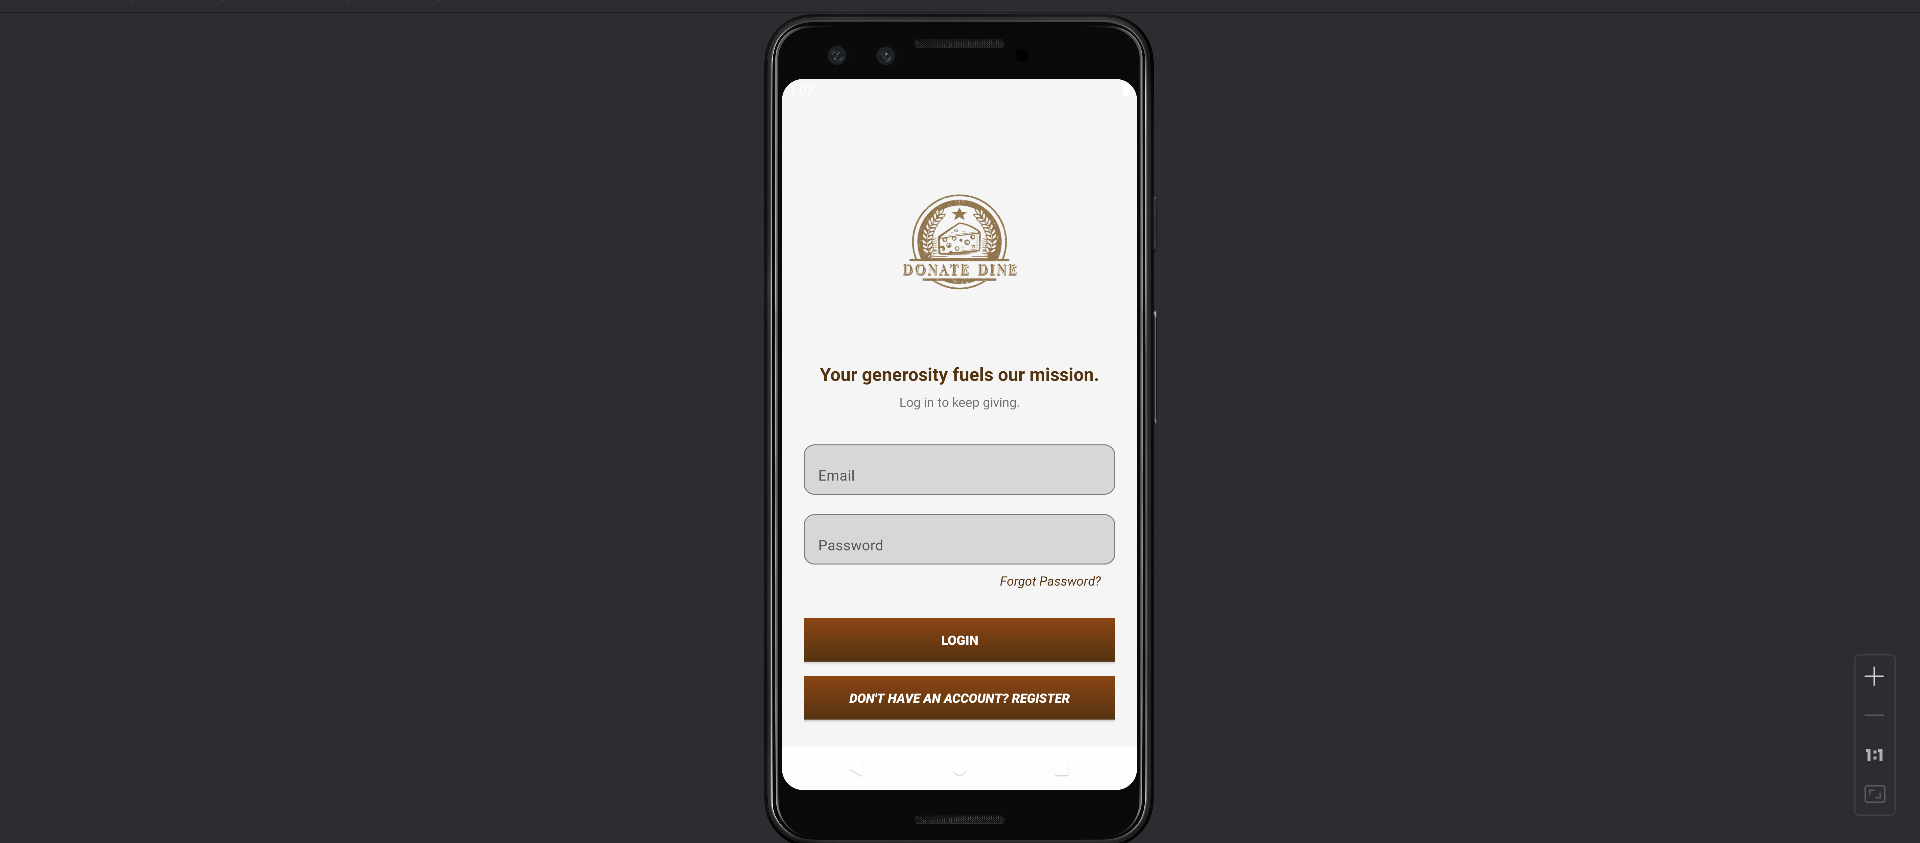 DONATE DINE
Your generosity fuels our mission.
Log in to keep giving.
Email
Password
Forgot Password?
LOGIN
DON'T HAVE AN ACCOUNT? REGISTER
1:1